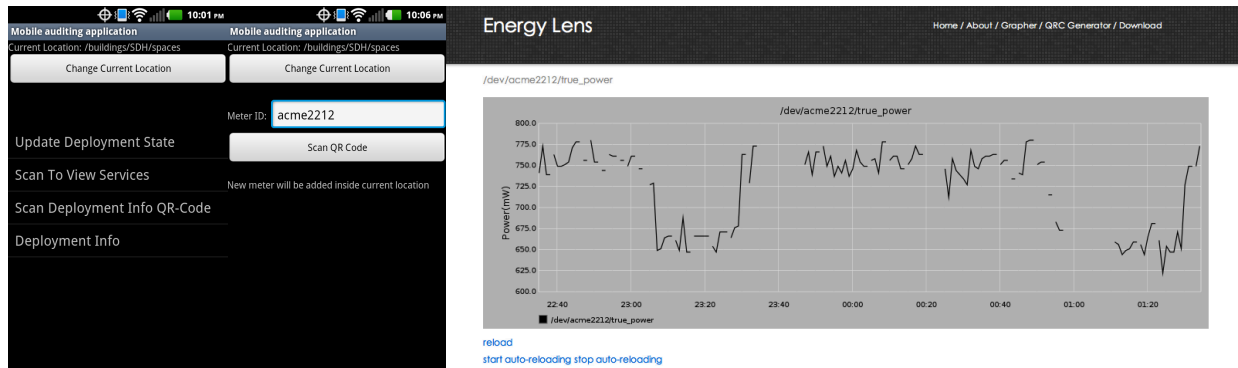 10:01 PM
Mobile auditing application
Current Location: /buildings/SDH/spaces
Change Current Location
Update Deployment State
Scan To View Services
Scan Deployment Info QR-Code
Deployment Info
10:06 PM
Mobile auditing application
Current Location: /buildings/SDH/spaces
Change Current Location
Meter ID: acme2212
Scan QR Code
New meter will be added inside current location
Energy Lens
Home / About / Grapher / QRC Generator / Download
/dev/acme2212/true_power
/dev/acme2212/true_power
Power(mW)
800.0
775.0
750.0
725.0
700.0
675.0
650.0
625.0
600.0
22:40 23:00 23:20 23:40 00:00 00:20 00:40 01:00 01:20
/dev/acme2212/true_power
reload
start auto-reloading stop auto-reloading